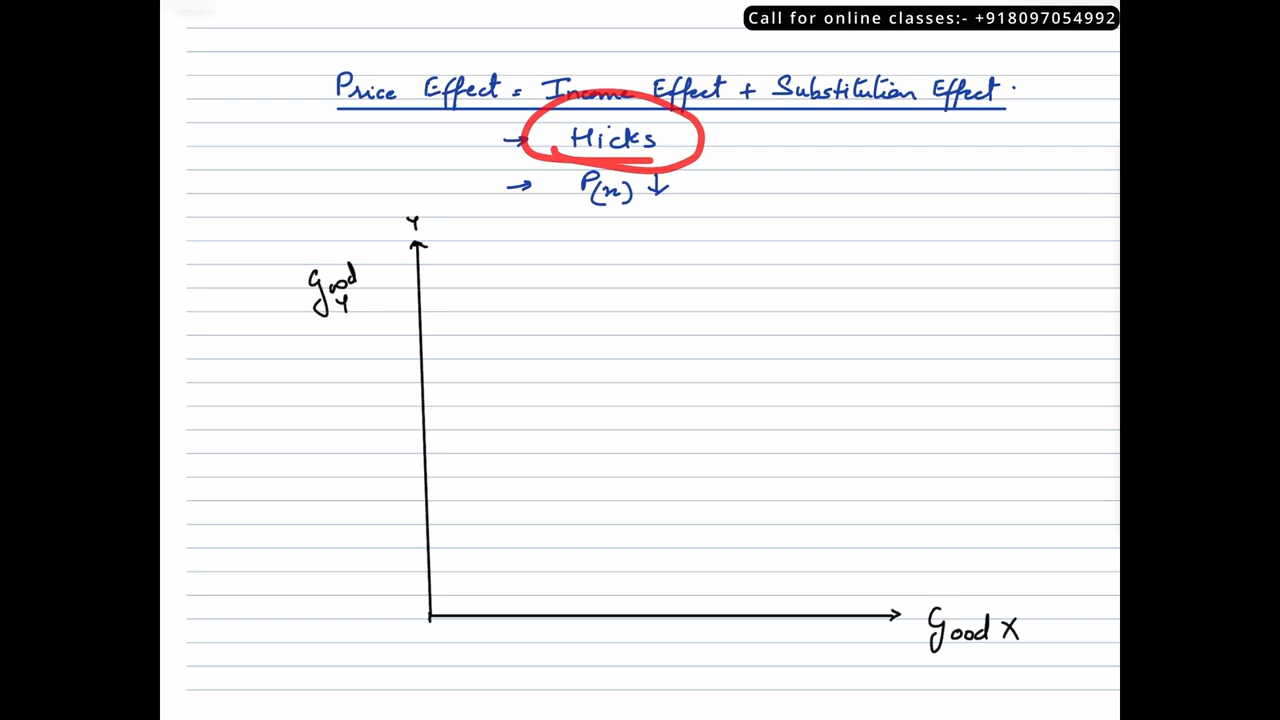 Call for online classes:- +918097054992
Price Effect = Income Effect + Substitution Effect.
→ Hicks
→ P(x) ↓
Y
Good
Y
Good X